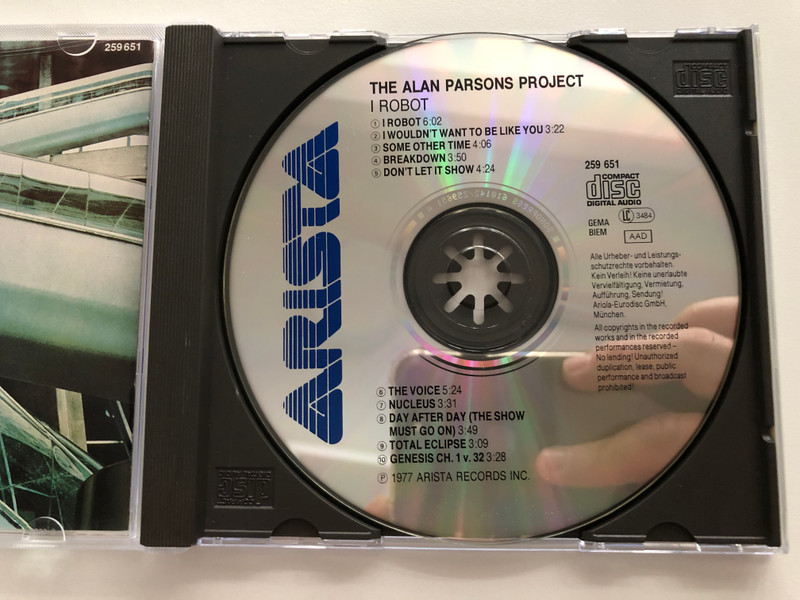 259 651
THE ALAN PARSONS PROJECT
I ROBOT
1 I ROBOT 6:02
2 I WOULDN'T WANT TO BE LIKE YOU 3:22
3 SOME OTHER TIME 4:06
4 BREAKDOWN 3:50
5 DON'T LET IT SHOW 4:24
ARISTA
259 651
COMPACT
disc
DIGITAL AUDIO
GEMA
BIEM
LC 3484
AAD
Alle Urheber- und Leistungs-
schutzrechte vorbehalten.
Kein Verleih! Keine unerlaubte
Vervielfältigung, Vermietung,
Aufführung, Sendung!
Ariola-Eurodisc GmbH,
München.
All copyrights in the recorded
works and in the recorded
performances reserved –
No lending! Unauthorized
duplication, lease, public
performance and broadcast
prohibited!
6 THE VOICE 5:24
7 NUCLEUS 3:31
8 DAY AFTER DAY (THE SHOW
MUST GO ON) 3:49
9 TOTAL ECLIPSE 3:09
10 GENESIS CH. 1 v. 32 3:28
℗ 1977 ARISTA RECORDS INC.
COMPACT
disc
COMPACT
disc